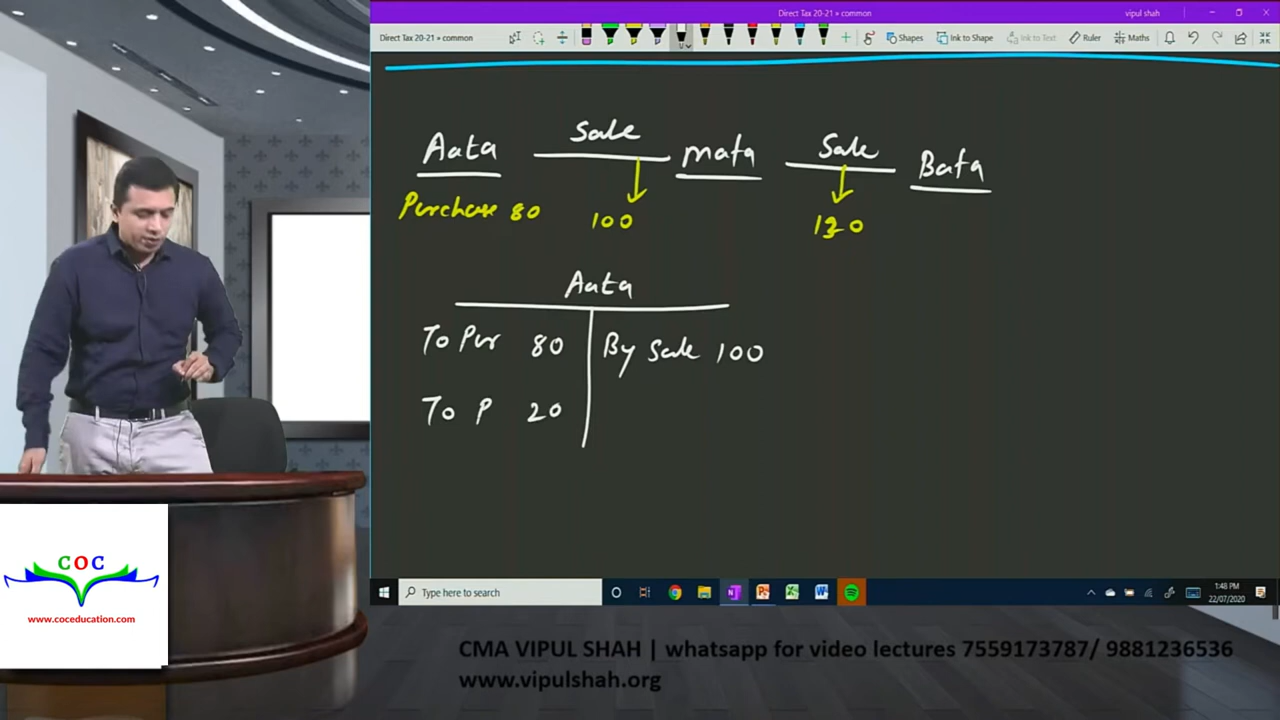 Direct Tax 20-21 » common
vipul shah
Direct Tax 20-21 » common
Shapes
Ink to Shape
Ink to Text
Ruler
Maths
Aata Sale mata Sale Bata
Purchase 80 100
Aata
To Pur 80 By Sale 100
To P 20
COC
www.coceducation.com
Type here to search
1:48 PM
22/07/2020
CMA VIPUL SHAH | whatsapp for video lectures 7559173787/ 9881236536
www.vipulshah.org